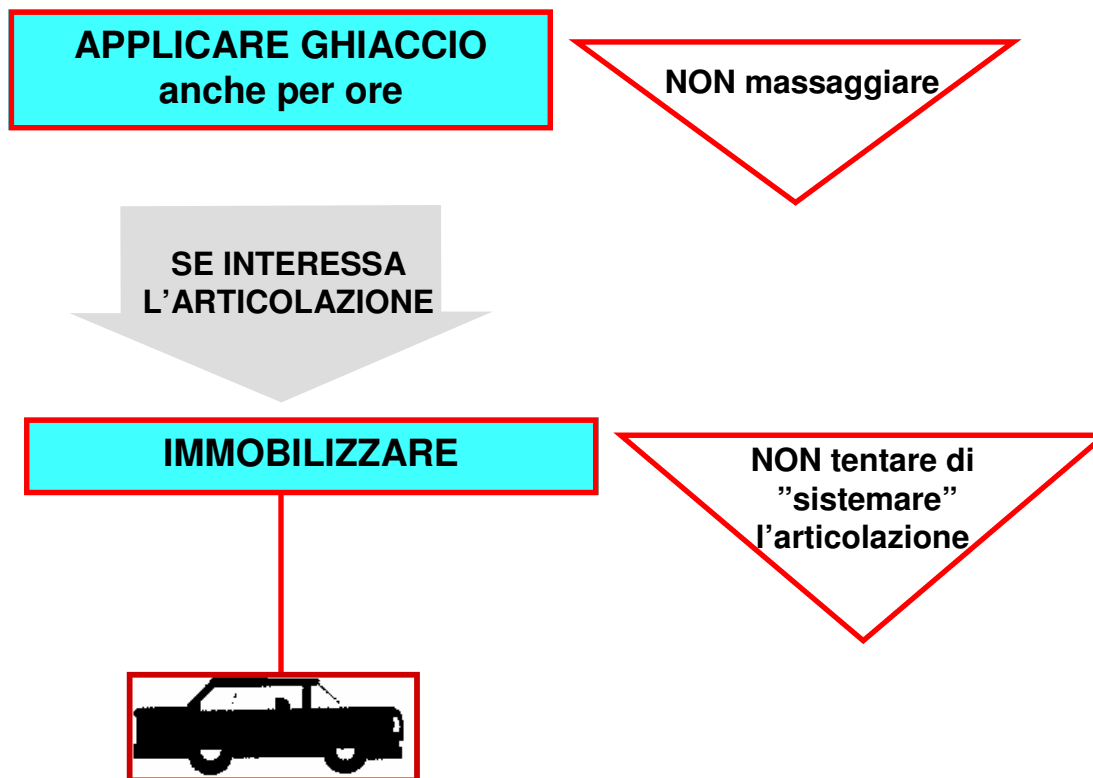 APPLICARE GHIACCIO
anche per ore
NON massaggiare
SE INTERESSA
L’ARTICOLAZIONE
IMMOBILIZZARE
NON tentare di
”sistemare”
l’articolazione